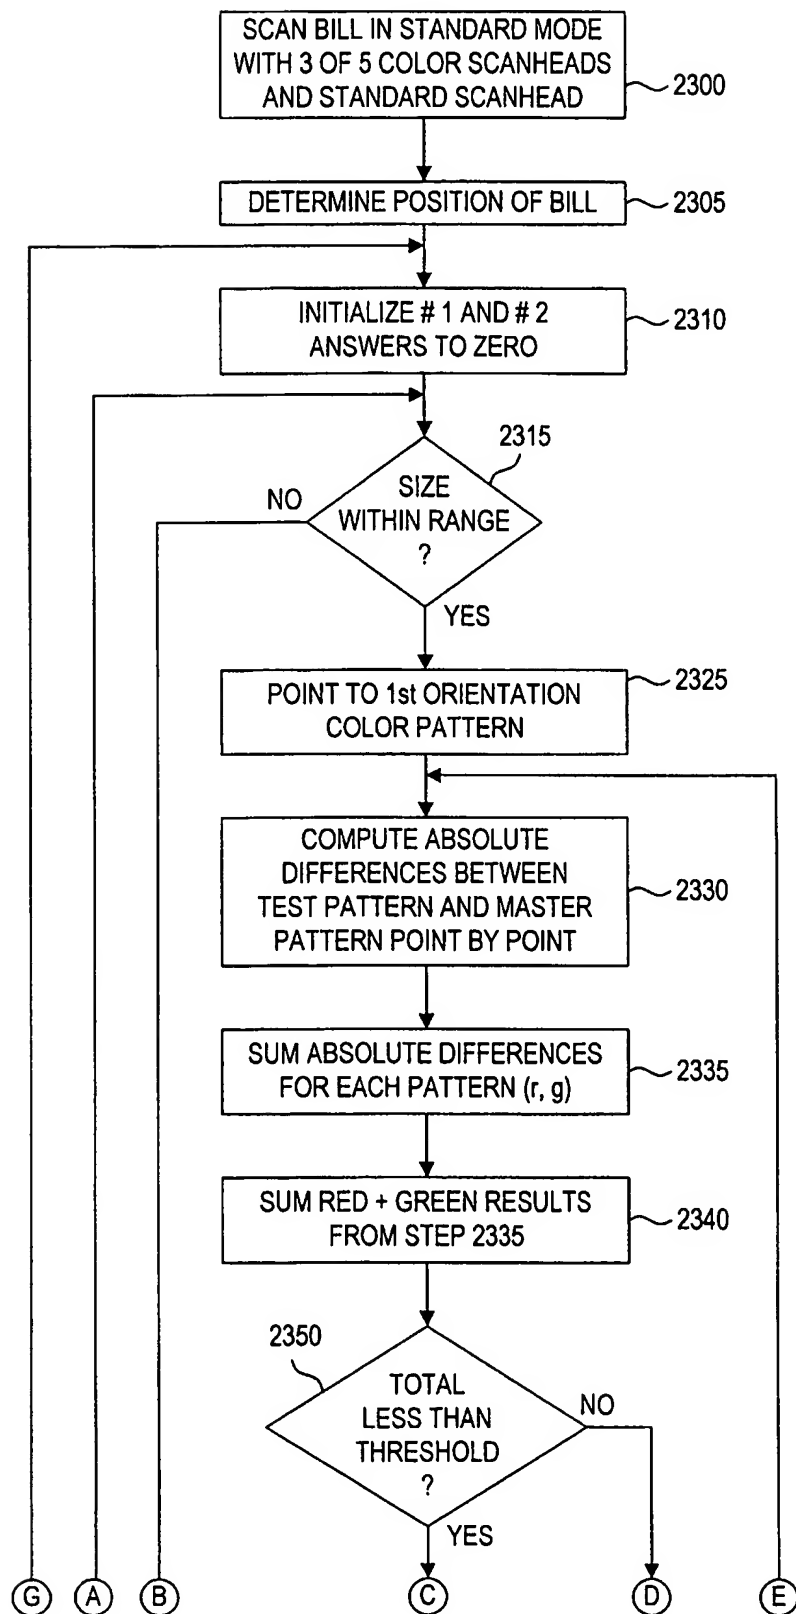 SCAN BILL IN STANDARD MODE
WITH 3 OF 5 COLOR SCANHEADS
AND STANDARD SCANHEAD
2300
DETERMINE POSITION OF BILL
2305
INITIALIZE # 1 AND # 2
ANSWERS TO ZERO
2310
2315
SIZE
WITHIN RANGE
?
NO
YES
POINT TO 1st ORIENTATION
COLOR PATTERN
2325
COMPUTE ABSOLUTE
DIFFERENCES BETWEEN
TEST PATTERN AND MASTER
PATTERN POINT BY POINT
2330
SUM ABSOLUTE DIFFERENCES
FOR EACH PATTERN (r, g)
2335
SUM RED + GREEN RESULTS
FROM STEP 2335
2340
2350
TOTAL
LESS THAN
THRESHOLD
?
NO
YES
G A B C D E